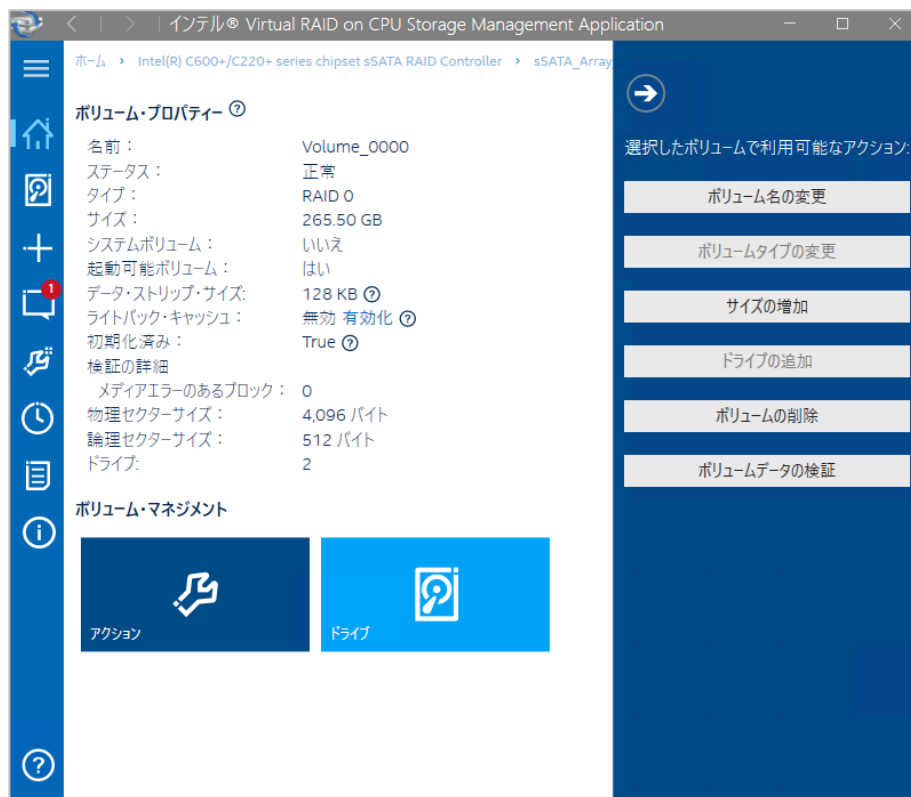 インテル® Virtual RAID on CPU Storage Management Application
ホーム › Intel(R) C600+/C220+ series chipset sSATA RAID Controller › sSATA_Array
ボリューム・プロパティー ?
名前： Volume_0000
ステータス： 正常
タイプ： RAID 0
サイズ： 265.50 GB
システムボリューム： いいえ
起動可能ボリューム： はい
データ・ストリップ・サイズ: 128 KB ?
ライトバック・キャッシュ： 無効 有効化 ?
初期化済み： True ?
検証の詳細
メディアエラーのあるブロック： 0
物理セクターサイズ： 4,096 バイト
論理セクターサイズ： 512 バイト
ドライブ: 2
ボリューム・マネジメント
アクション
ドライブ
1
?
選択したボリュームで利用可能なアクション:
ボリューム名の変更
ボリュームタイプの変更
サイズの増加
ドライブの追加
ボリュームの削除
ボリュームデータの検証